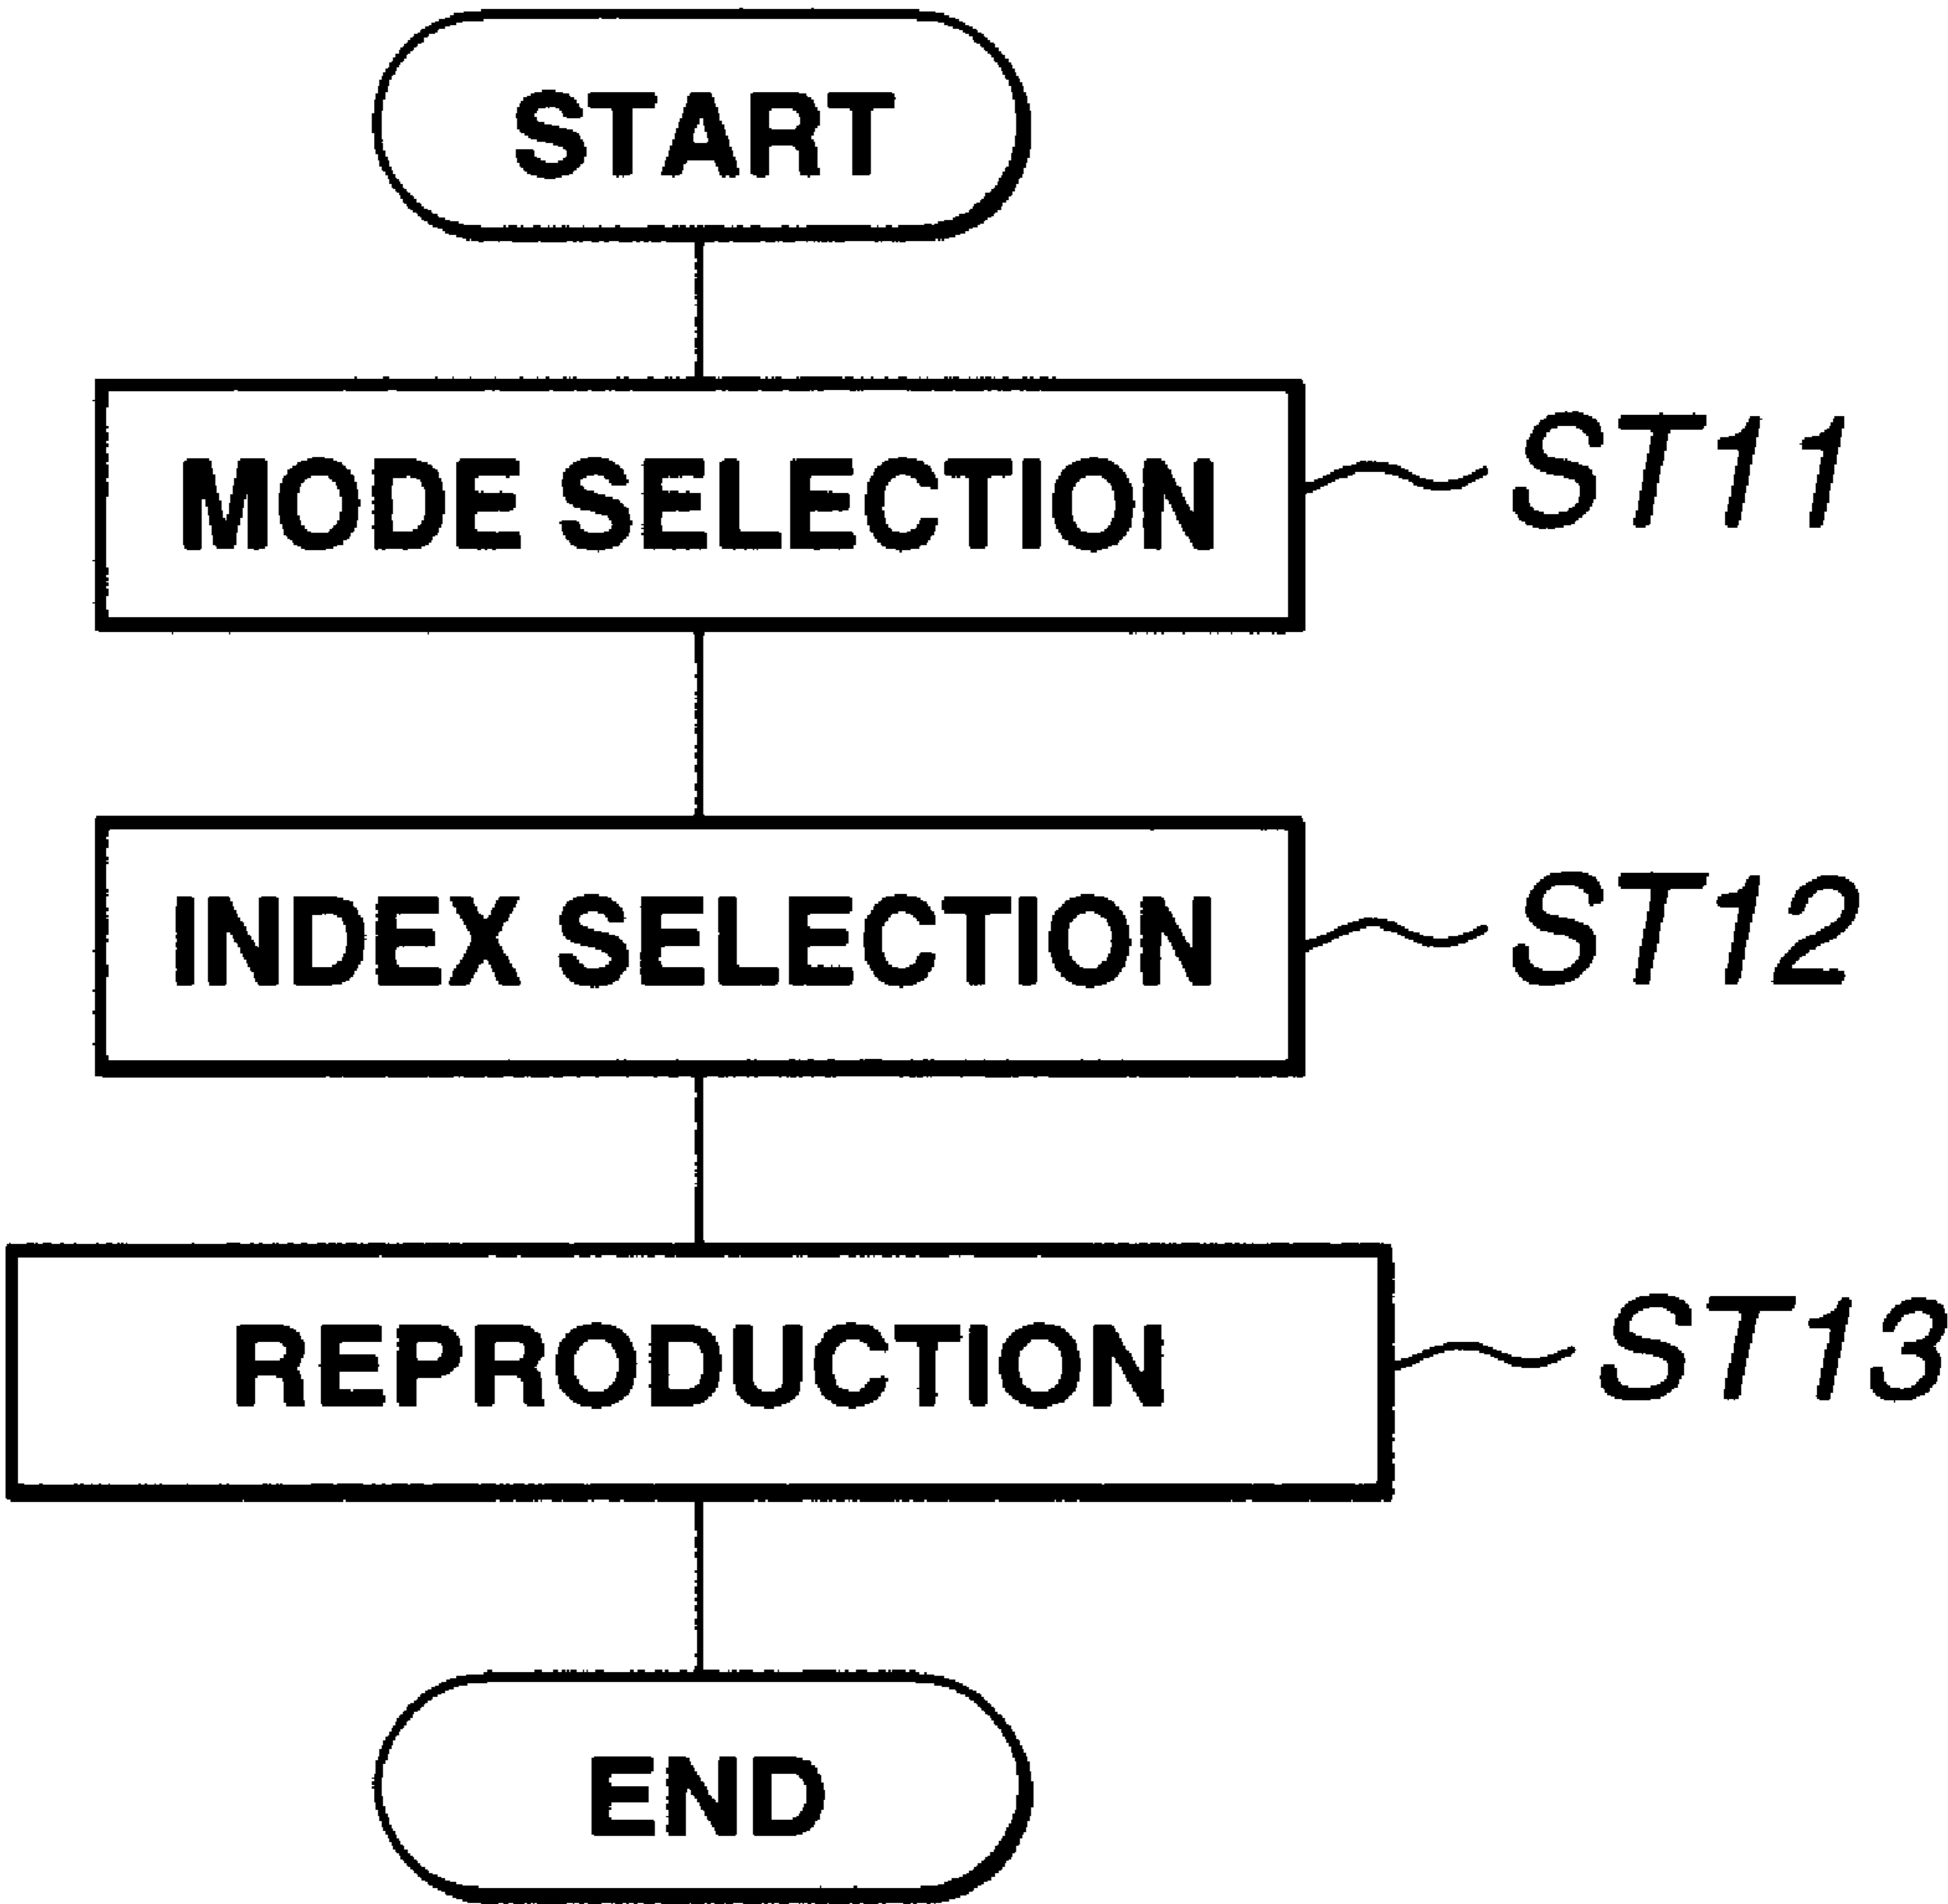 START
MODE SELECTION
ST11
INDEX SELECTION
ST12
REPRODUCTION
ST13
END